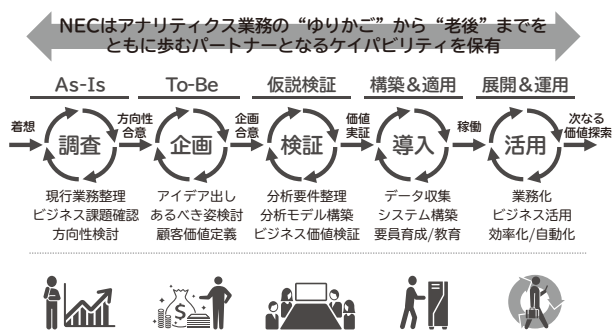 NECはアナリティクス業務の“ゆりかご”から“老後”までを
ともに歩むパートナーとなるケイパビリティを保有
As-Is
To-Be
仮説検証
構築＆適用
展開＆運用
着想
調査
方向性
合意
企画
企画
合意
検証
価値
実証
導入
稼働
活用
次なる
価値探索
現行業務整理
ビジネス課題確認
方向性検討
アイデア出し
あるべき姿検討
顧客価値定義
分析要件整理
分析モデル構築
ビジネス価値検証
データ収集
システム構築
要員育成/教育
業務化
ビジネス活用
効率化/自動化
$